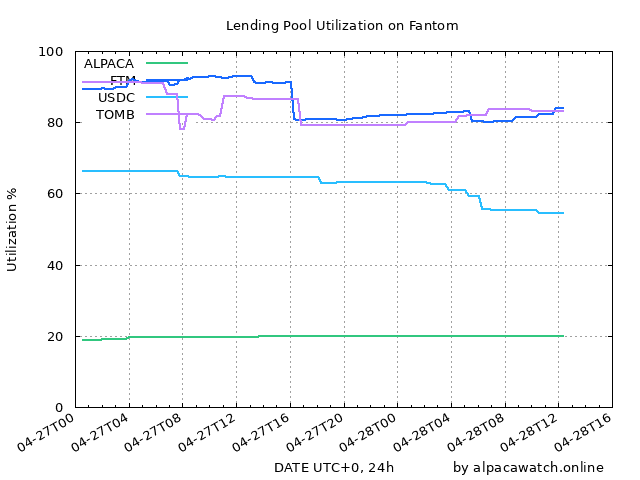 Lending Pool Utilization on Fantom
ALPACA
FTM
USDC
TOMB
Utilization %
100
80
60
40
20
0
04-27T00
04-27T04
04-27T08
04-27T12
04-27T16
04-27T20
04-28T00
04-28T04
04-28T08
04-28T12
04-28T16
DATE UTC+0, 24h
by alpacawatch.online